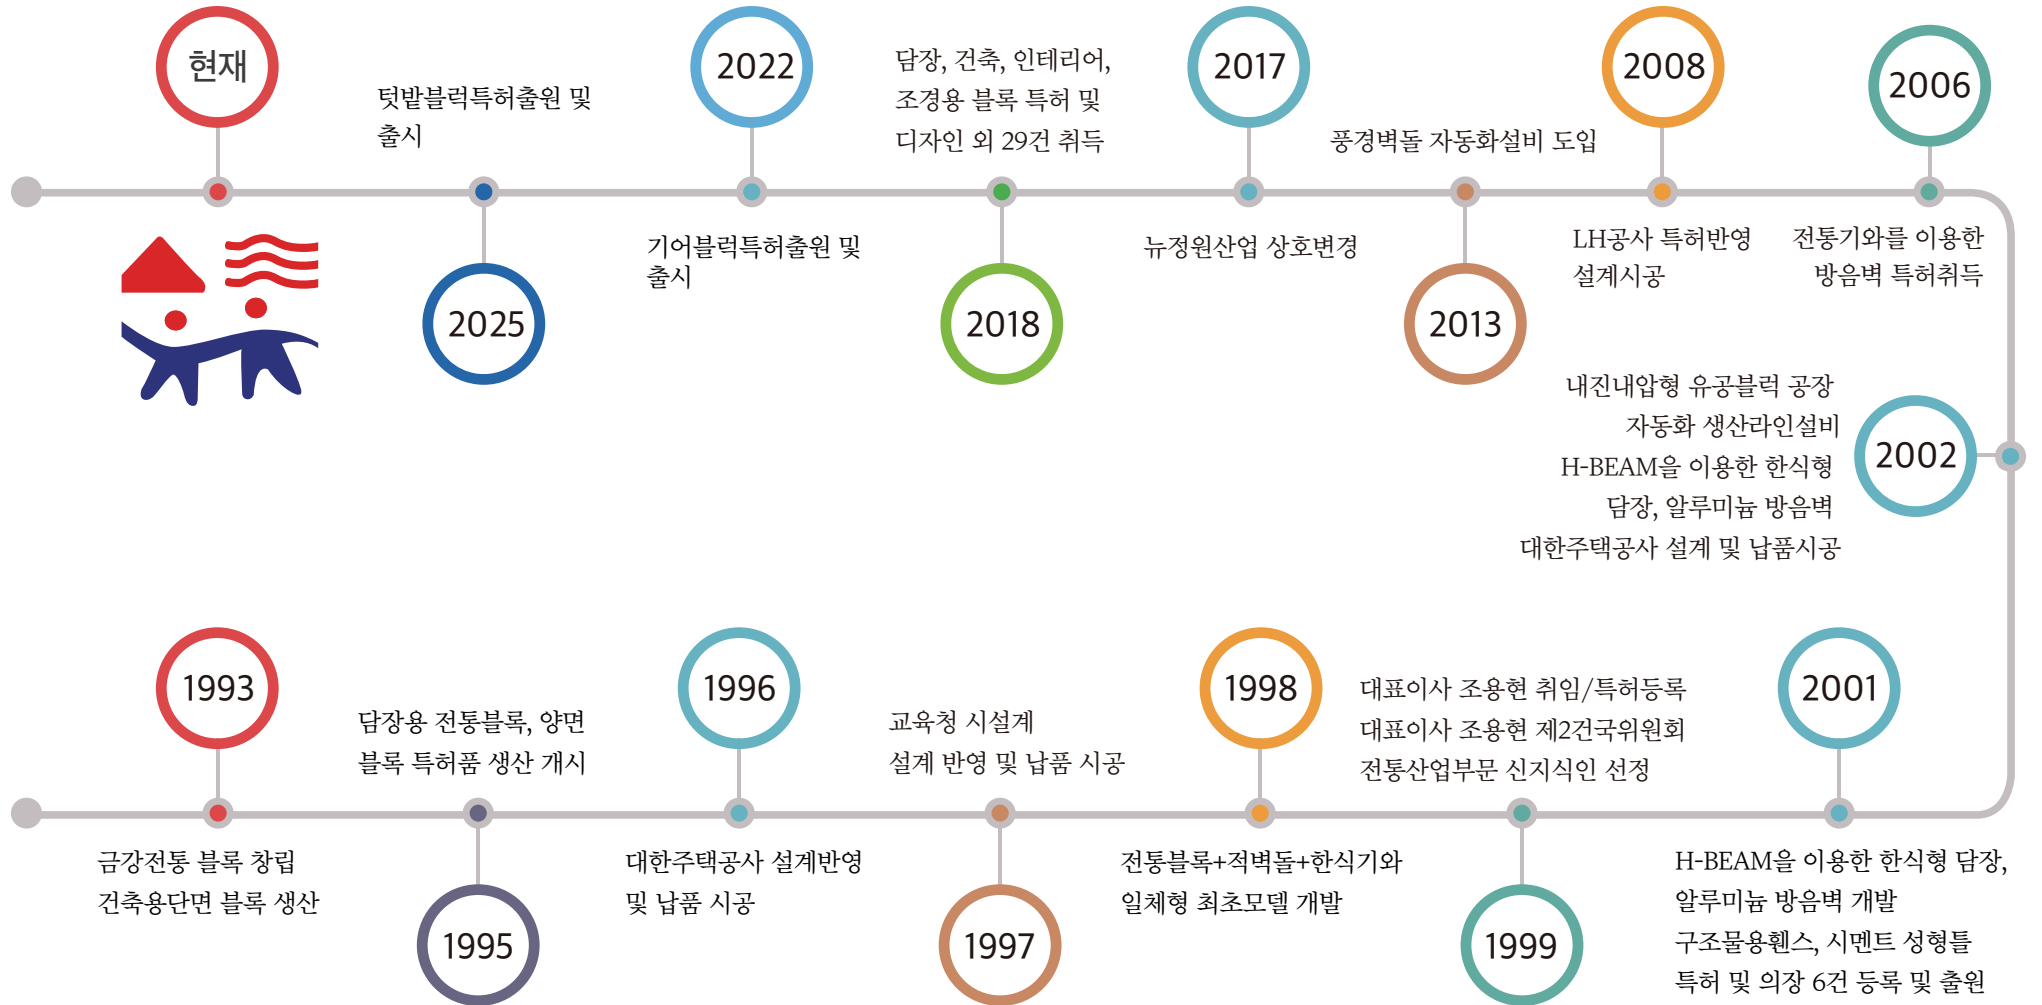 현재
텃밭블럭특허출원 및
출시
2025
2022
기어블럭특허출원 및
출시
담장, 건축, 인테리어,
조경용 블록 특허 및
디자인 외 29건 취득
2018
2017
뉴정원산업 상호변경
풍경벽돌 자동화설비 도입
2013
2008
LH공사 특허반영
설계시공
2006
전통기와를 이용한
방음벽 특허취득
내진내압형 유공블럭 공장
자동화 생산라인설비
H-BEAM을 이용한 한식형
담장, 알루미늄 방음벽
대한주택공사 설계 및 납품시공
2002
1993
금강전통 블록 창립
건축용단면 블록 생산
담장용 전통블록, 양면
블록 특허품 생산 개시
1995
1996
대한주택공사 설계반영
및 납품 시공
교육청 시설계
설계 반영 및 납품 시공
1997
1998
전통블록+적벽돌+한식기와
일체형 최초모델 개발
대표이사 조용현 취임/특허등록
대표이사 조용현 제2건국위원회
전통산업부문 신지식인 선정
1999
2001
H-BEAM을 이용한 한식형 담장,
알루미늄 방음벽 개발
구조물용휀스, 시멘트 성형틀
특허 및 의장 6건 등록 및 출원